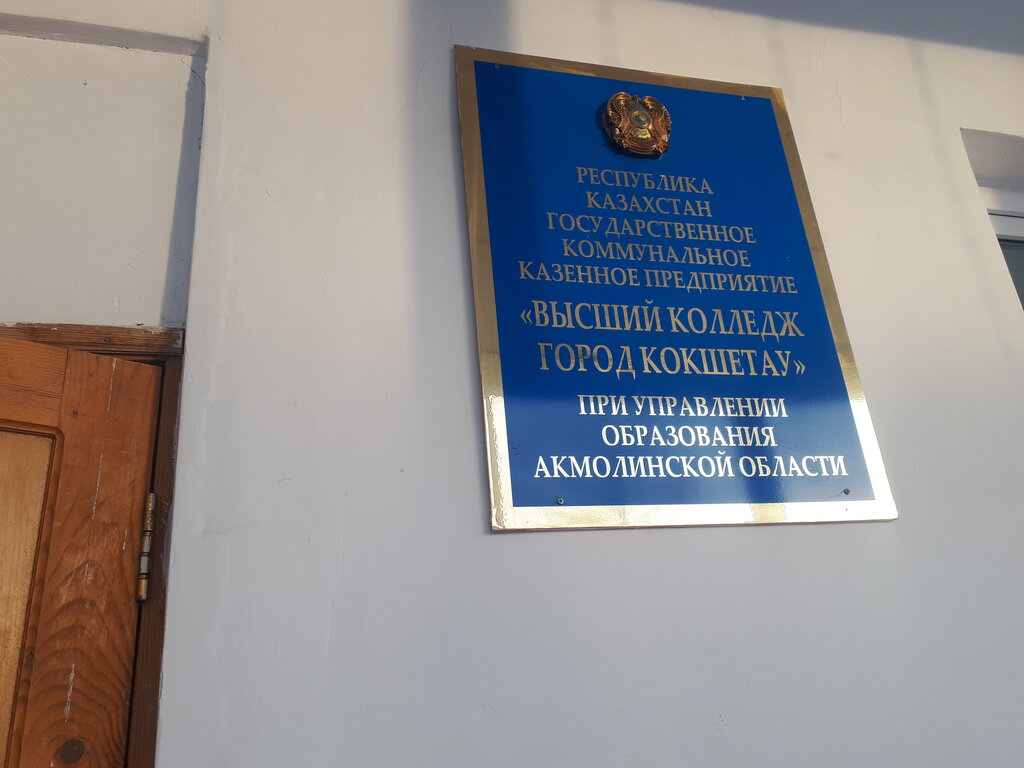 РЕСПУБЛИКА
КАЗАХСТАН
ГОСУДАРСТВЕННОЕ
КОММУНАЛЬНОЕ
КАЗЕННОЕ ПРЕДПРИЯТИЕ
«ВЫСШИЙ КОЛЛЕДЖ
ГОРОД КОКШЕТАУ»
ПРИ УПРАВЛЕНИИ
ОБРАЗОВАНИЯ
АКМОЛИНСКОЙ ОБЛАСТИ